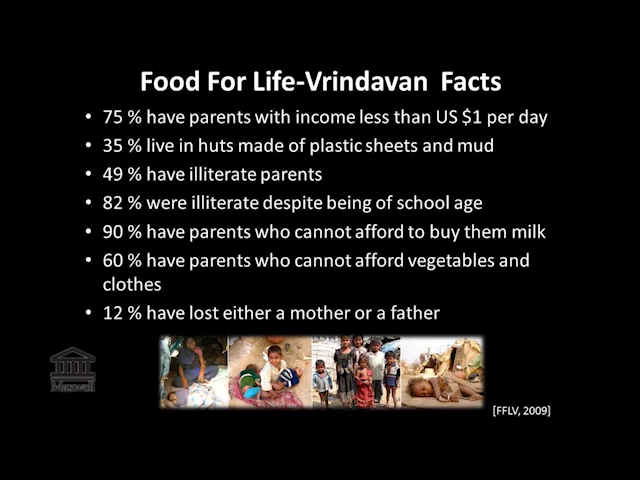 Food For Life-Vrindavan Facts
• 75 % have parents with income less than US $1 per day
• 35 % live in huts made of plastic sheets and mud
• 49 % have illiterate parents
• 82 % were illiterate despite being of school age
• 90 % have parents who cannot afford to buy them milk
• 60 % have parents who cannot afford vegetables and
clothes
• 12 % have lost either a mother or a father
Maxwell
[FFLV, 2009]